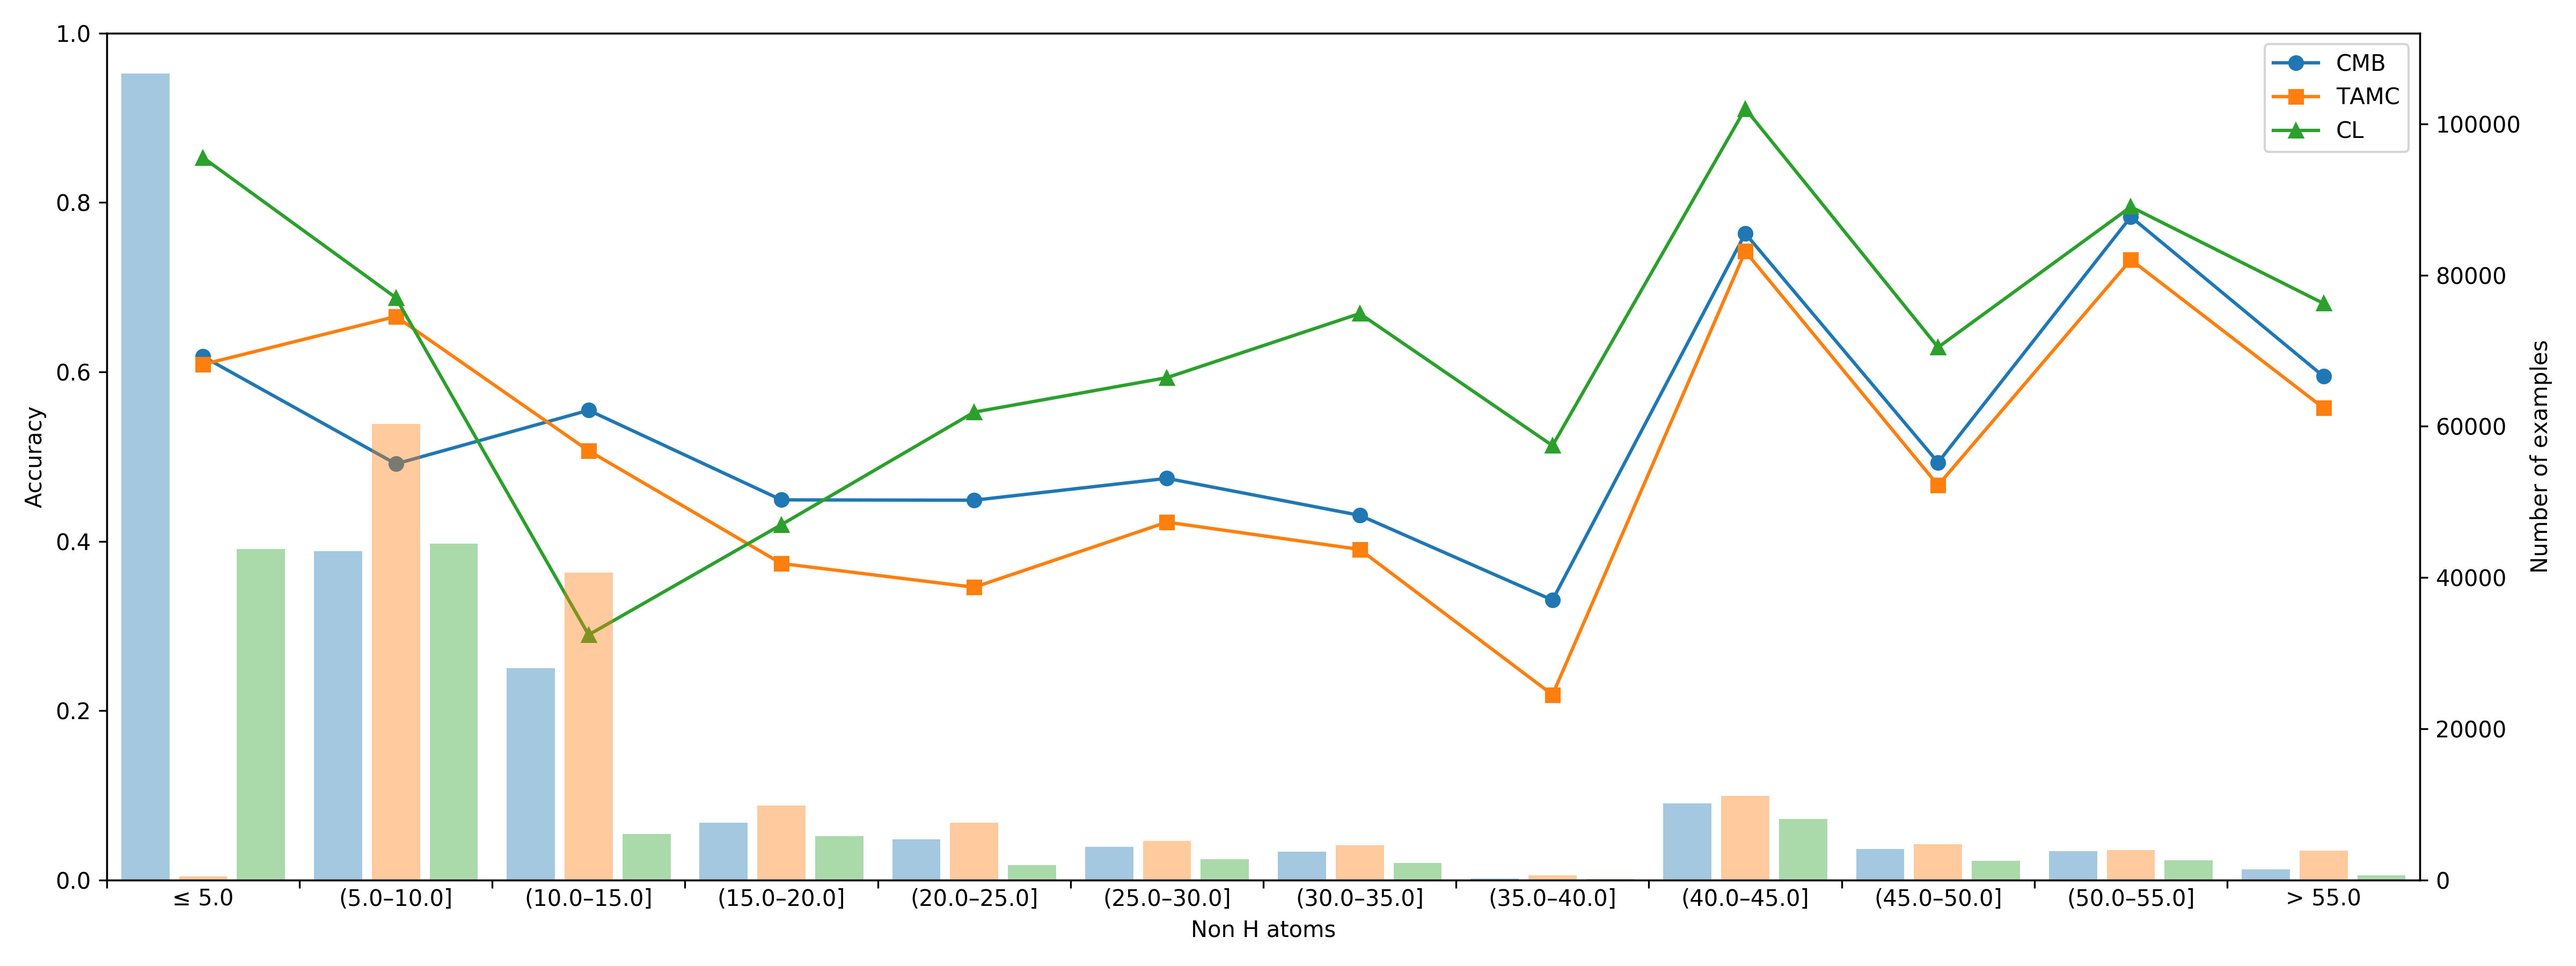 1.0
0.8
0.6
0.4
0.2
0.0
Accuracy
CMB
TAMC
CL
100000
80000
60000
40000
20000
0
Number of examples
≤ 5.0 (5.0–10.0] (10.0–15.0] (15.0–20.0] (20.0–25.0] (25.0–30.0] (30.0–35.0] (35.0–40.0] (40.0–45.0] (45.0–50.0] (50.0–55.0] > 55.0
Non H atoms